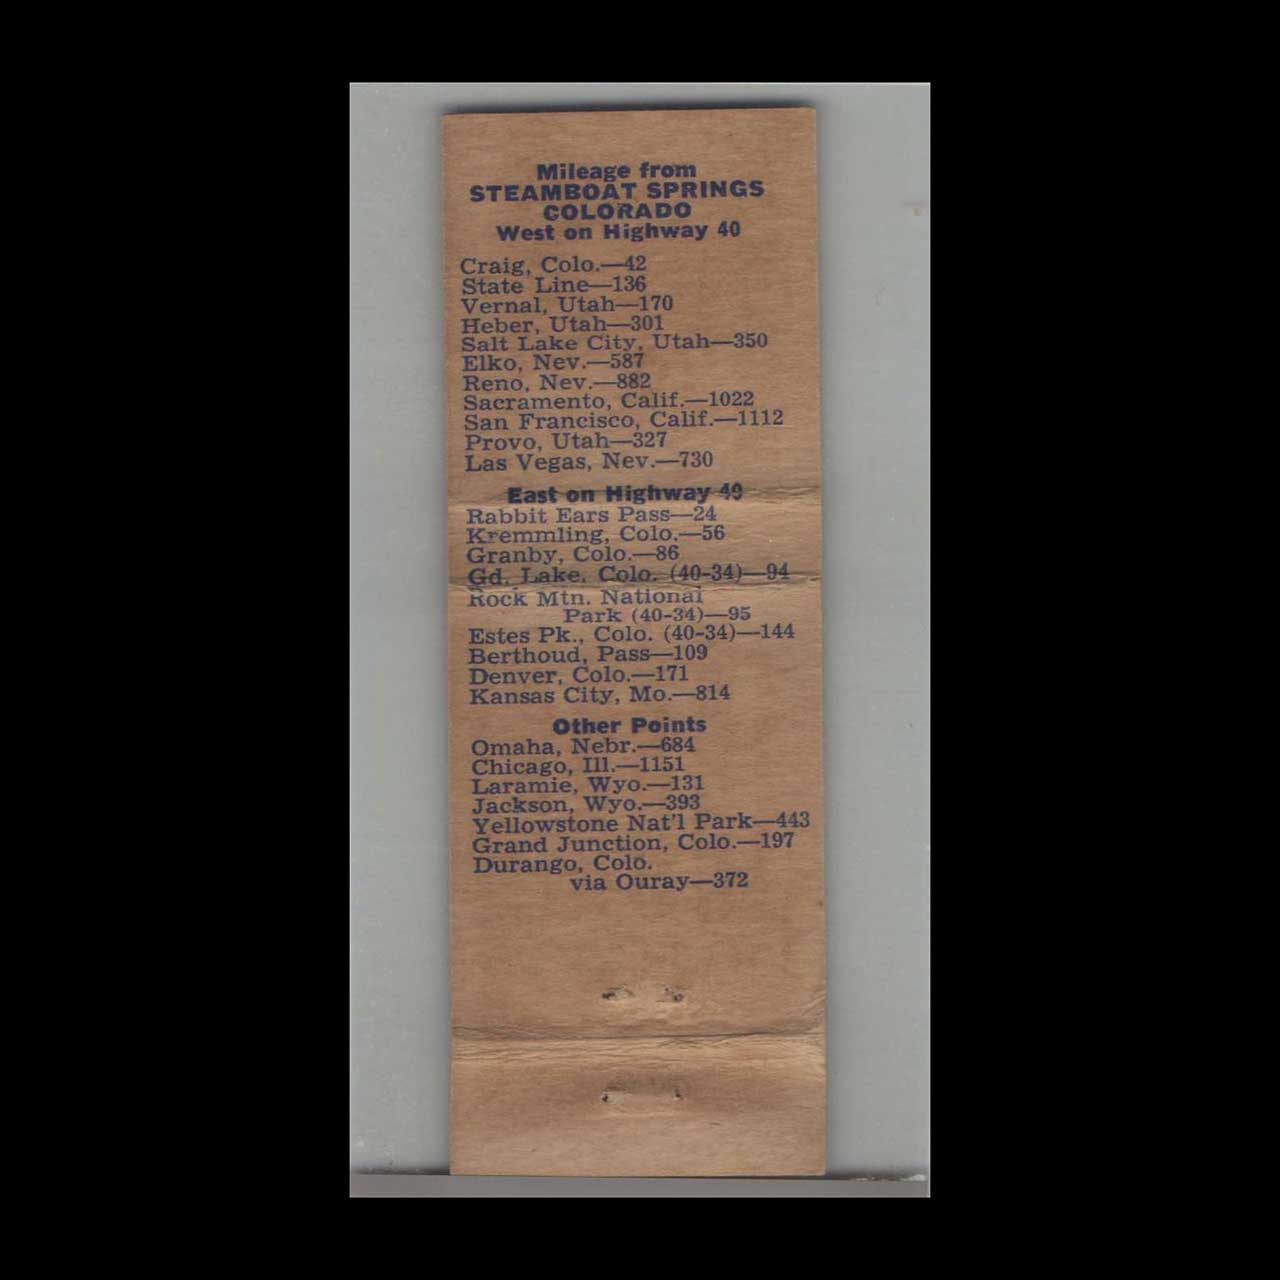 Mileage from
STEAMBOAT SPRINGS
COLORADO
West on Highway 40
Craig, Colo.—42
State Line—136
Vernal, Utah—170
Heber, Utah—301
Salt Lake City, Utah—350
Elko, Nev.—587
Reno, Nev.—882
Sacramento, Calif.—1022
San Francisco, Calif.—1112
Provo, Utah—327
Las Vegas, Nev.—730
East on Highway 40
Rabbit Ears Pass—24
Kremmling, Colo.—56
Granby, Colo.—86
Gd. Lake, Colo. (40-34)—94
Rock Mtn. National
Park (40-34)—95
Estes Pk., Colo. (40-34)—144
Berthoud, Pass—109
Denver, Colo.—171
Kansas City, Mo.—814
Other Points
Omaha, Nebr.—684
Chicago, Ill.—1151
Laramie, Wyo.—131
Jackson, Wyo.—393
Yellowstone Nat'l Park—443
Grand Junction, Colo.—197
Durango, Colo.
via Ouray—372